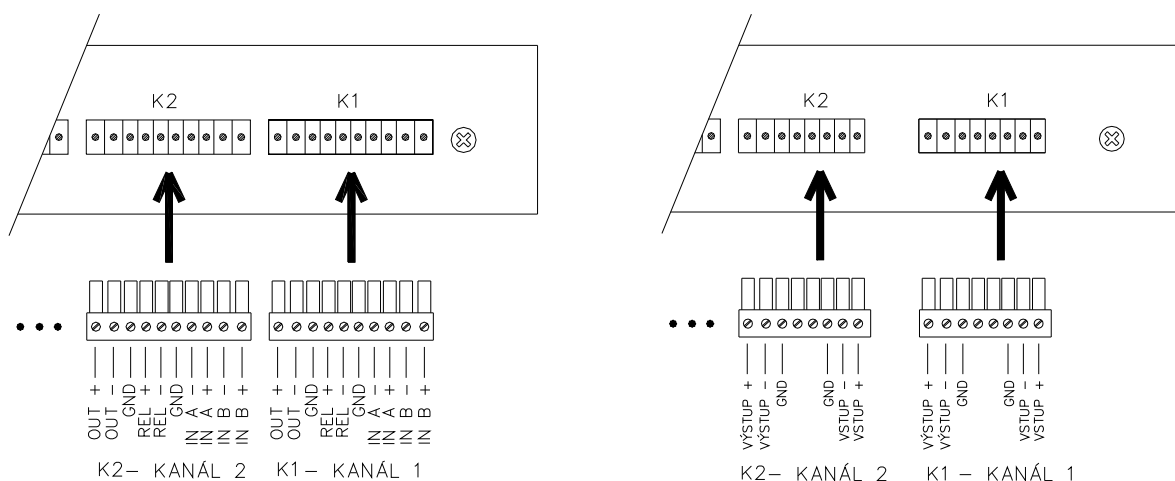 K2 K1
OUT +
OUT -
GND
REL +
REL -
GND
IN A -
IN A +
IN B -
IN B +
OUT +
OUT -
GND
REL +
REL -
GND
IN A -
IN A +
IN B -
IN B +
K2– KANÁL 2 K1– KANÁL 1
K2 K1
VÝSTUP +
VÝSTUP -
GND
GND
VSTUP -
VSTUP +
VÝSTUP +
VÝSTUP -
GND
GND
VSTUP -
VSTUP +
K2– KANÁL 2 K1 – KANÁL 1